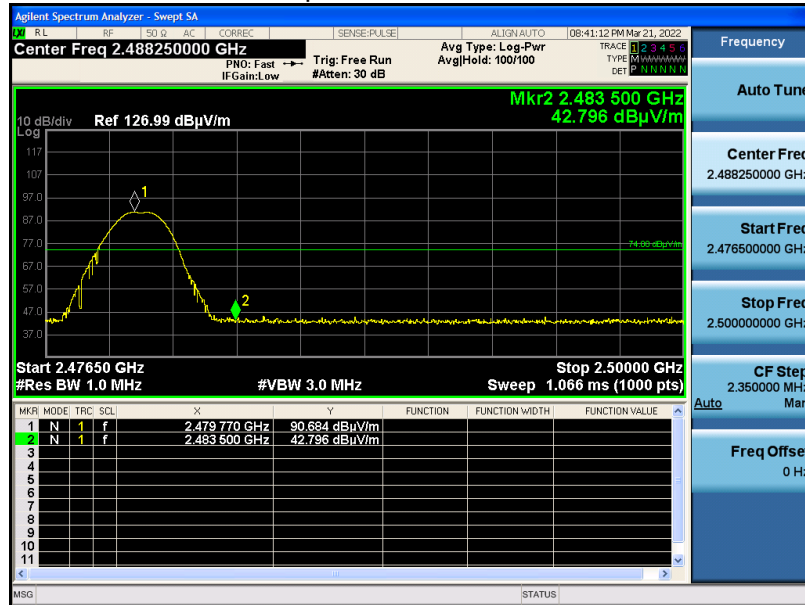 Agilent Spectrum Analyzer - Swept SA
LXI RL RF 50 Ω AC CORREC SENSE:PULSE ALIGN AUTO 08:41:12 PM Mar 21, 2022
Center Freq 2.488250000 GHz
PNO: Fast
IFGain:Low
Trig: Free Run
#Atten: 30 dB
Avg Type: Log-Pwr
Avg|Hold: 100/100
TRACE 1 2 3 4 5 6
TYPE M WWWWW
DET P N N N N N
Mkr2 2.483 500 GHz
42.796 dBµV/m
10 dB/div Ref 126.99 dBµV/m
Log
117
107
97.0
87.0
77.0
67.0
57.0
47.0
37.0
1
74.00 dBµV/m
2
Start 2.47650 GHz Stop 2.50000 GHz
#Res BW 1.0 MHz #VBW 3.0 MHz Sweep 1.066 ms (1000 pts)
MKR MODE TRC SCL X Y FUNCTION FUNCTION WIDTH FUNCTION VALUE
1 N 1 f 2.479 770 GHz 90.684 dBµV/m
2 N 1 f 2.483 500 GHz 42.796 dBµV/m
3
4
5
6
7
8
9
10
11
MSG STATUS
Frequency
Auto Tune
Center Freq
2.488250000 GHz
Start Freq
2.476500000 GHz
Stop Freq
2.500000000 GHz
CF Step
2.350000 MHz
Auto Man
Freq Offset
0 Hz